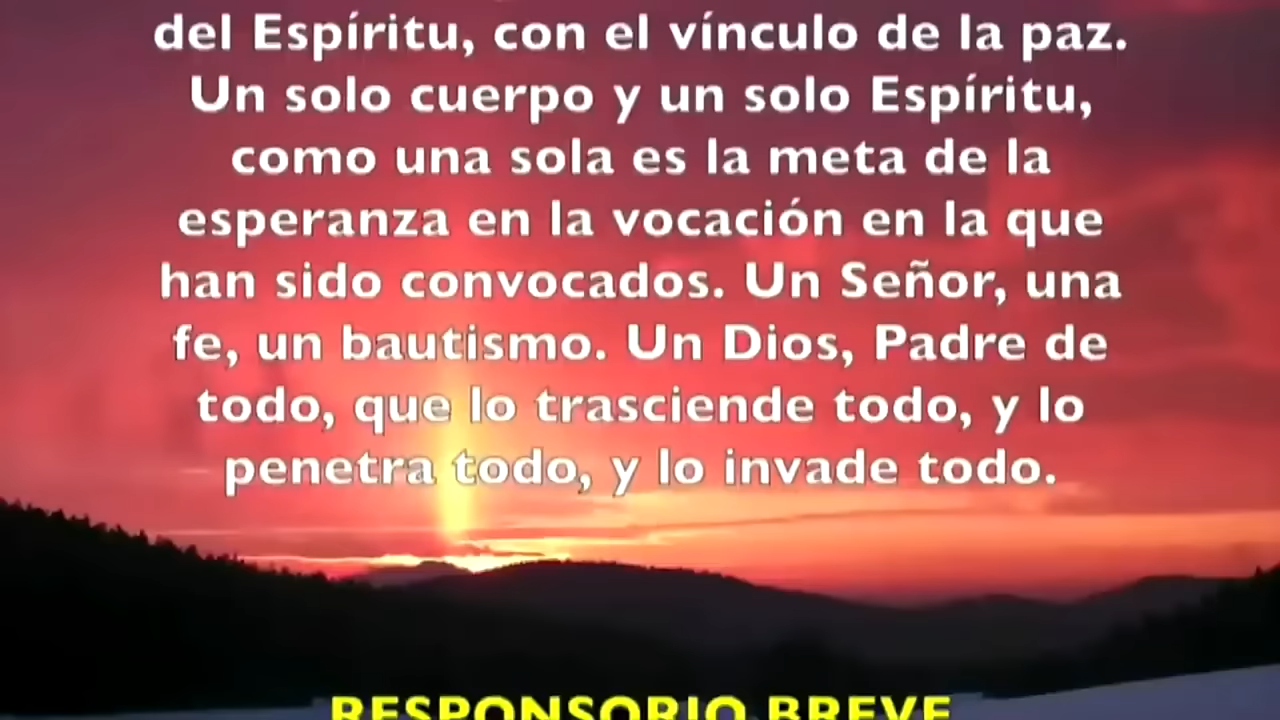 del Espíritu, con el vínculo de la paz.
Un solo cuerpo y un solo Espíritu,
como una sola es la meta de la
esperanza en la vocación en la que
han sido convocados. Un Señor, una
fe, un bautismo. Un Dios, Padre de
todo, que lo trasciende todo, y lo
penetra todo, y lo invade todo.
RESPONSORIO BREVE